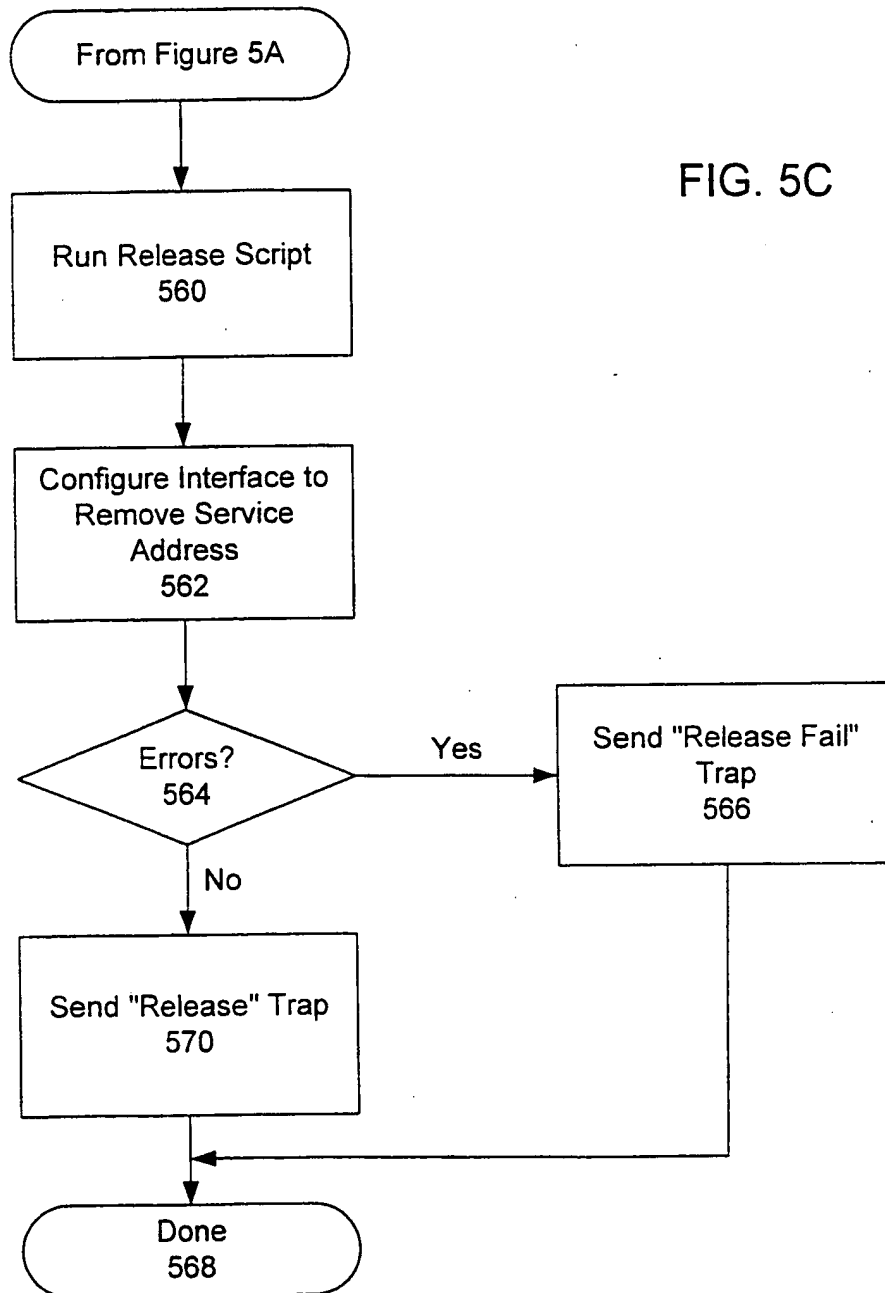 From Figure 5A
FIG. 5C
Run Release Script
560
Configure Interface to
Remove Service
Address
562
Errors?
564
Yes
Send "Release Fail"
Trap
566
No
Send "Release" Trap
570
Done
568